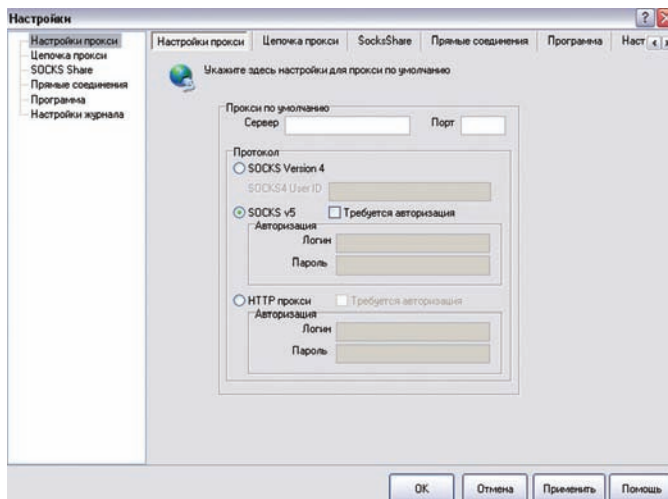 Настройки
Настройки прокси
Цепочка прокси
SOCKS Share
Прямые соединения
Программа
Настройки журнала
Настройки прокси Цепочка прокси SocksShare Прямые соединения Программа Наст
Укажите здесь настройки для прокси по умолчанию
Прокси по умолчанию
Сервер Порт
Протокол
SOCKS Version 4
SOCKS4 User ID
SOCKS v5 Требуется авторизация
Авторизация
Логин
Пароль
HTTP прокси Требуется авторизация
Авторизация
Логин
Пароль
OK Отмена Применить Помощь